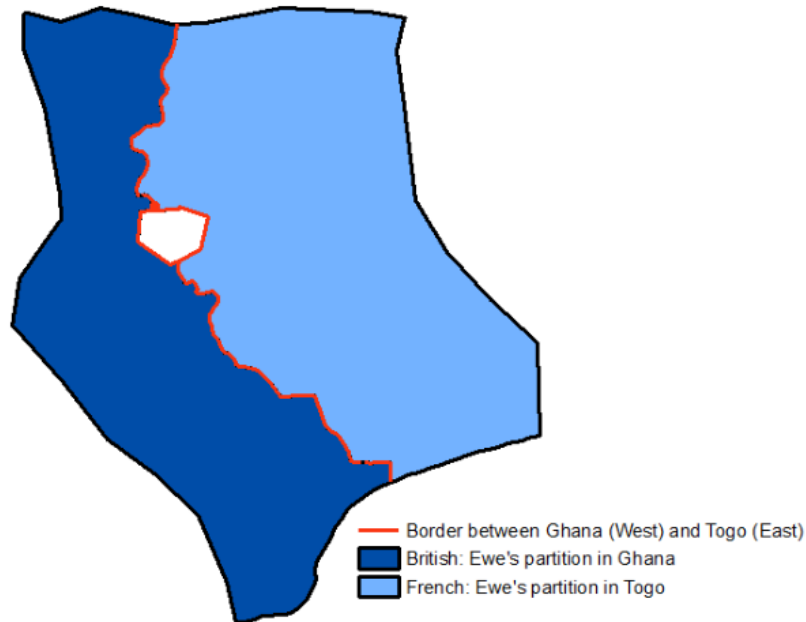 Border between Ghana (West) and Togo (East)
British: Ewe's partition in Ghana
French: Ewe's partition in Togo